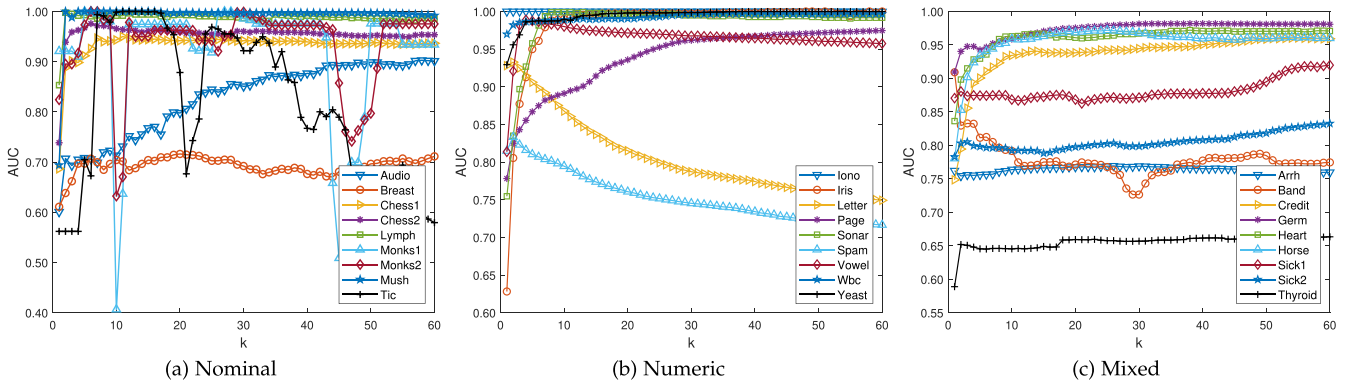 1.00
0.90
0.80
0.70
0.60
0.50
0.40
AUC
0
10
20
30
40
50
60
k
Audio
Breast
Chess1
Chess2
Lymph
Monks1
Monks2
Mush
Tic
(a) Nominal
1.00
0.95
0.90
0.85
0.80
0.75
0.70
0.65
0.60
AUC
0
10
20
30
40
50
60
k
Iono
Iris
Letter
Page
Sonar
Spam
Vowel
Wbc
Yeast
(b) Numeric
1.00
0.95
0.90
0.85
0.80
0.75
0.70
0.65
0.60
0.55
AUC
0
10
20
30
40
50
60
k
Arrh
Band
Credit
Germ
Heart
Horse
Sick1
Sick2
Thyroid
(c) Mixed